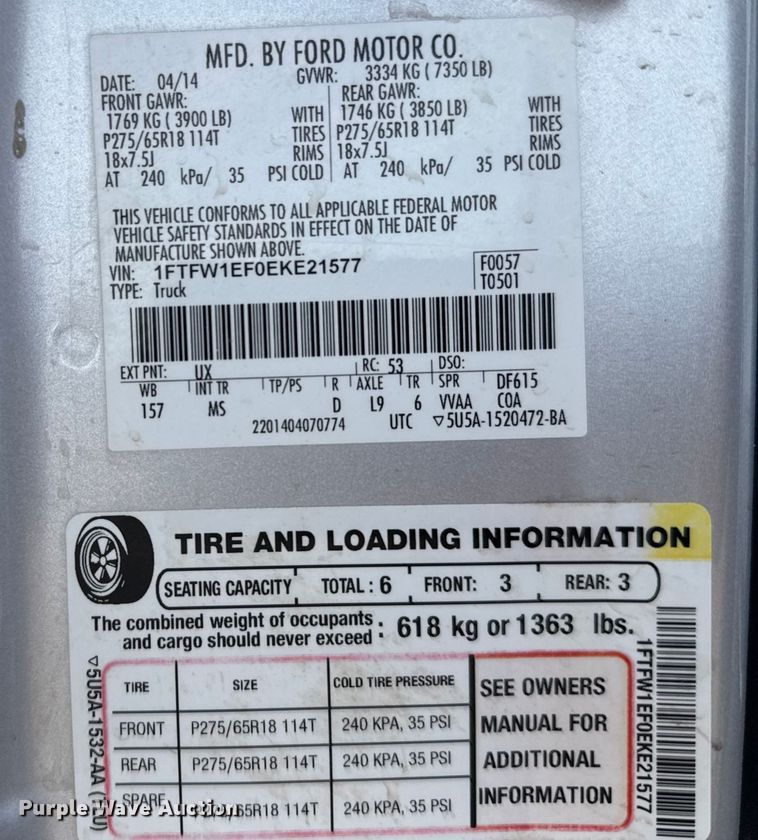 MFD. BY FORD MOTOR CO.
DATE: 04/14 GVWR: 3334 KG ( 7350 LB)
FRONT GAWR: REAR GAWR:
1769 KG ( 3900 LB) WITH 1746 KG ( 3850 LB) WITH
P275/65R18 114T TIRES P275/65R18 114T TIRES
18x7.5J RIMS 18x7.5J RIMS
AT 240 kPa/ 35 PSI COLD AT 240 kPa/ 35 PSI COLD
THIS VEHICLE CONFORMS TO ALL APPLICABLE FEDERAL MOTOR
VEHICLE SAFETY STANDARDS IN EFFECT ON THE DATE OF
MANUFACTURE SHOWN ABOVE.
VIN: 1FTFW1EF0EKE21577 F0057
TYPE: Truck T0501
EXT PNT: UX RC: 53 DSO:
WB INT TR TP/PS R AXLE TR SPR DF615
157 MS D L9 6 VVAA COA
2201404070774 UTC ▽5U5A-1520472-BA
TIRE AND LOADING INFORMATION
SEATING CAPACITY TOTAL : 6 FRONT: 3 REAR: 3
The combined weight of occupants
and cargo should never exceed : 618 kg or 1363 lbs.
TIRE SIZE COLD TIRE PRESSURE
FRONT P275/65R18 114T 240 KPA, 35 PSI
REAR P275/65R18 114T 240 KPA, 35 PSI
SPARE P275/65R18 114T 240 KPA, 35 PSI
SEE OWNERS
MANUAL FOR
ADDITIONAL
INFORMATION
▽5U5A-1532-AA
1FTFW1EF0EKE21577
Purple Wave Auction